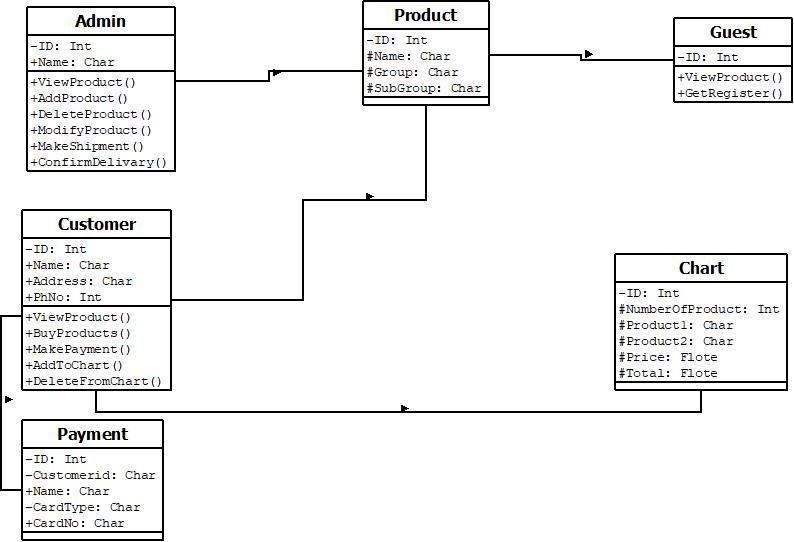 Admin
-ID: Int
+Name: Char
+ViewProduct()
+AddProduct()
+DeleteProduct()
+ModifyProduct()
+MakeShipment()
+ConfirmDelivary()
Product
-ID: Int
#Name: Char
#Group: Char
#SubGroup: Char
Guest
-ID: Int
+ViewProduct()
+GetRegister()
Customer
-ID: Int
+Name: Char
+Address: Char
+PhNo: Int
+ViewProduct()
+BuyProducts()
+MakePayment()
+AddToChart()
+DeleteFromChart()
Chart
-ID: Int
#NumberOfProduct: Int
#Product1: Char
#Product2: Char
#Price: Flote
#Total: Flote
Payment
-ID: Int
-Customerid: Char
+Name: Char
-CardType: Char
+CardNo: Char